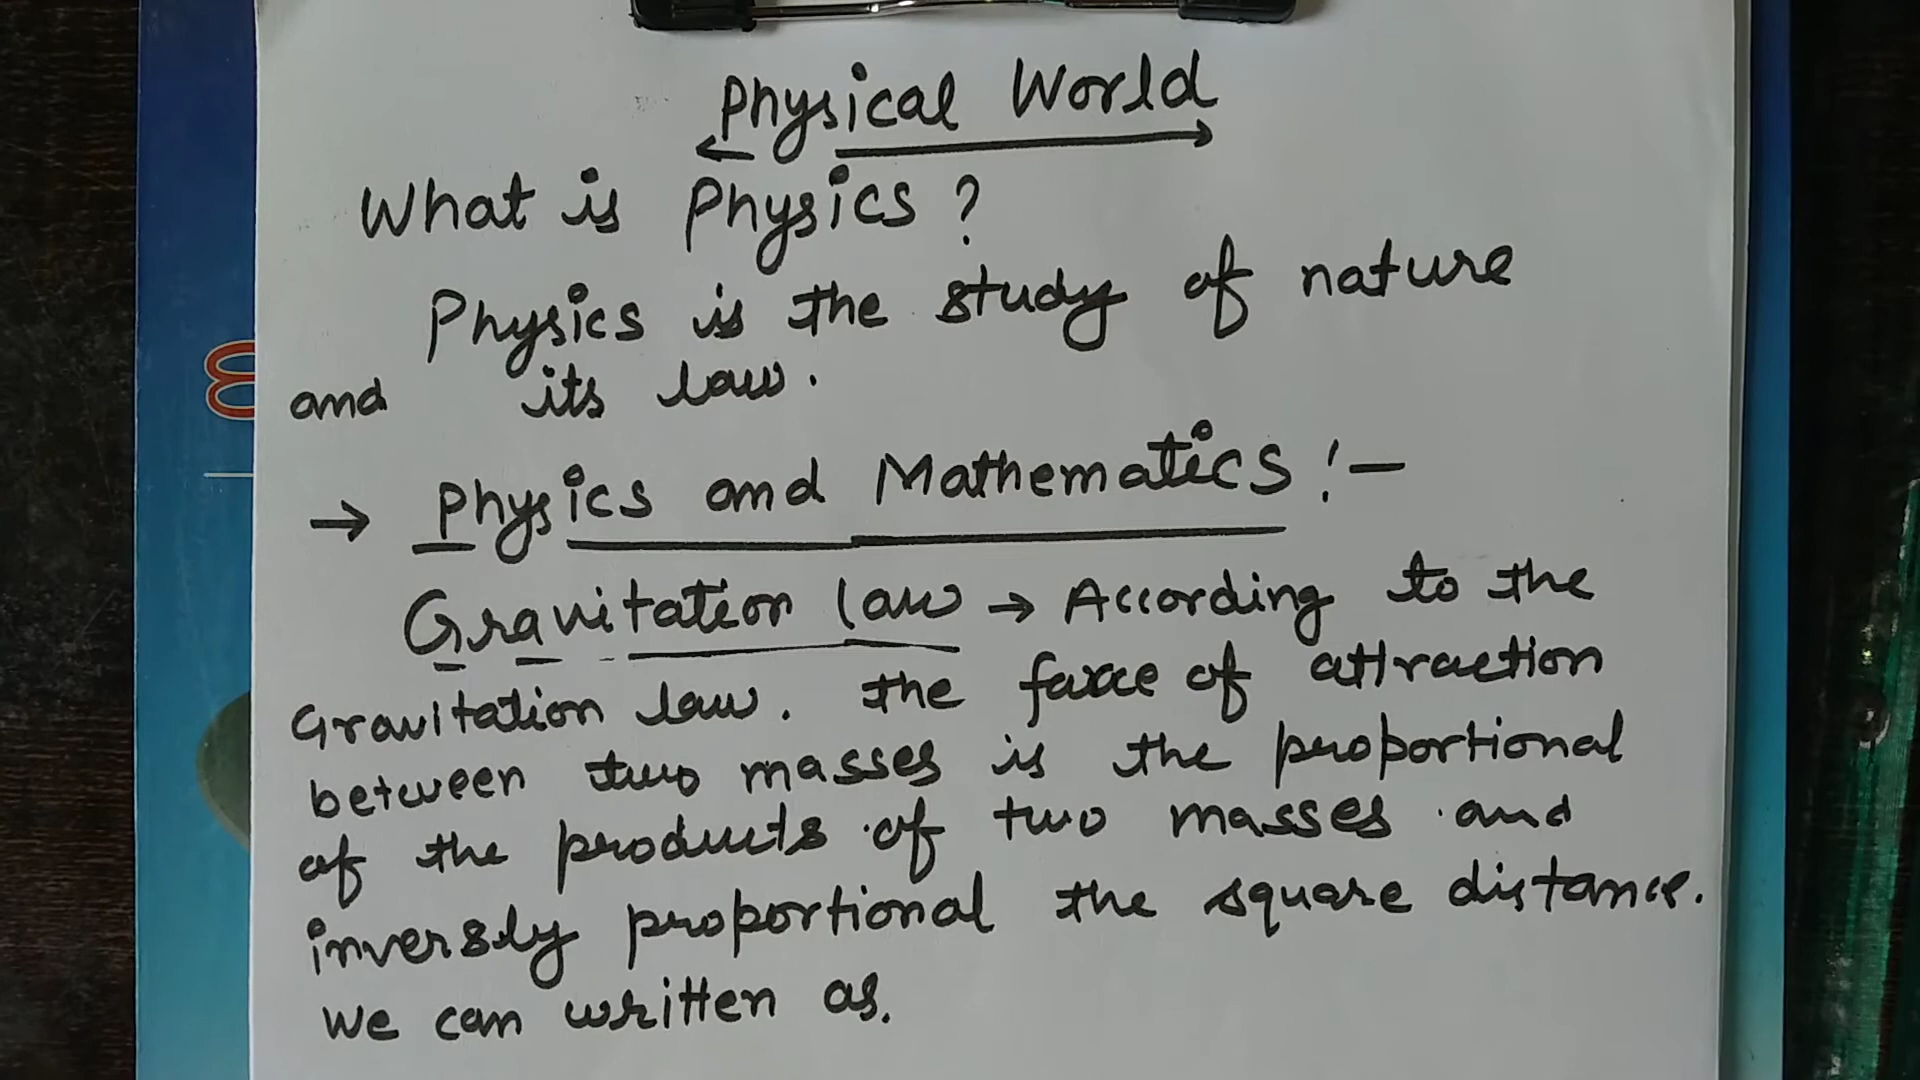 Physical World
What is Physics?
Physics is the study of nature
and its law.
→ Physics and Mathematics :-
Gravitation law → According to the
Gravitation law. The force of attraction
between two masses is the proportional
of the products of two masses and
inversly proportional the square distance.
We can written as.